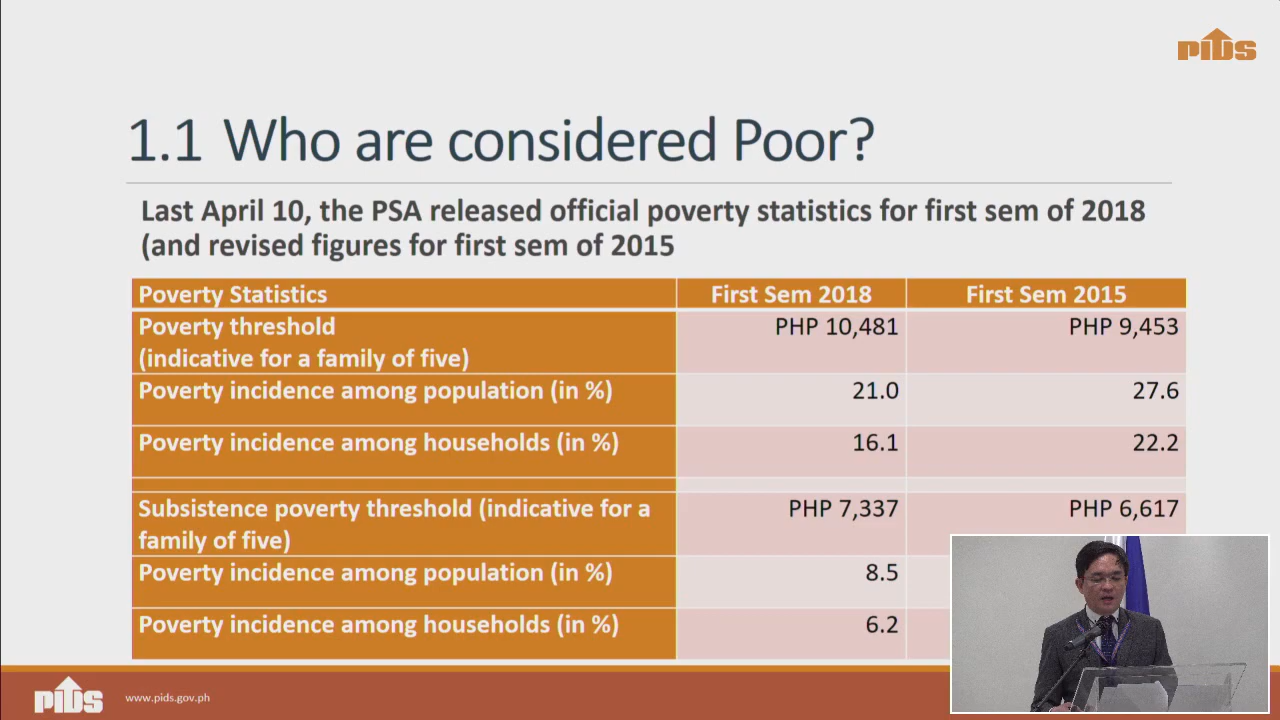 PIDS
1.1 Who are considered Poor?
Last April 10, the PSA released official poverty statistics for first sem of 2018
(and revised figures for first sem of 2015
Poverty Statistics First Sem 2018 First Sem 2015
Poverty threshold PHP 10,481 PHP 9,453
(indicative for a family of five)
Poverty incidence among population (in %) 21.0 27.6
Poverty incidence among households (in %) 16.1 22.2
Subsistence poverty threshold (indicative for a PHP 7,337 PHP 6,617
family of five)
Poverty incidence among population (in %) 8.5
Poverty incidence among households (in %) 6.2
PIDS www.pids.gov.ph